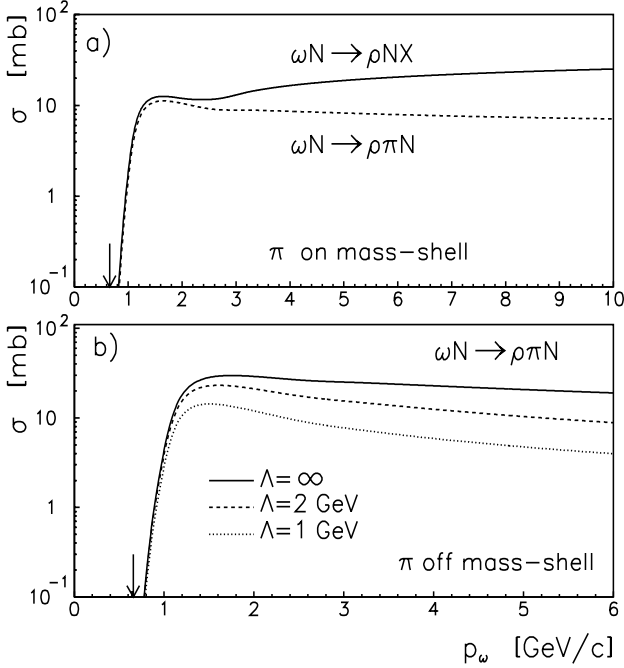 10²
a)
ωN→ρNX
σ [mb]
10
ωN→ρπN
1
π on mass-shell
10⁻¹
0 1 2 3 4 5 6 7 8 9 10
10²
b)
ωN→ρπN
σ [mb]
10
Λ=∞
Λ=2 GeV
1
Λ=1 GeV
π off mass-shell
10⁻¹
0 1 2 3 4 5 6
p_ω [GeV/c]